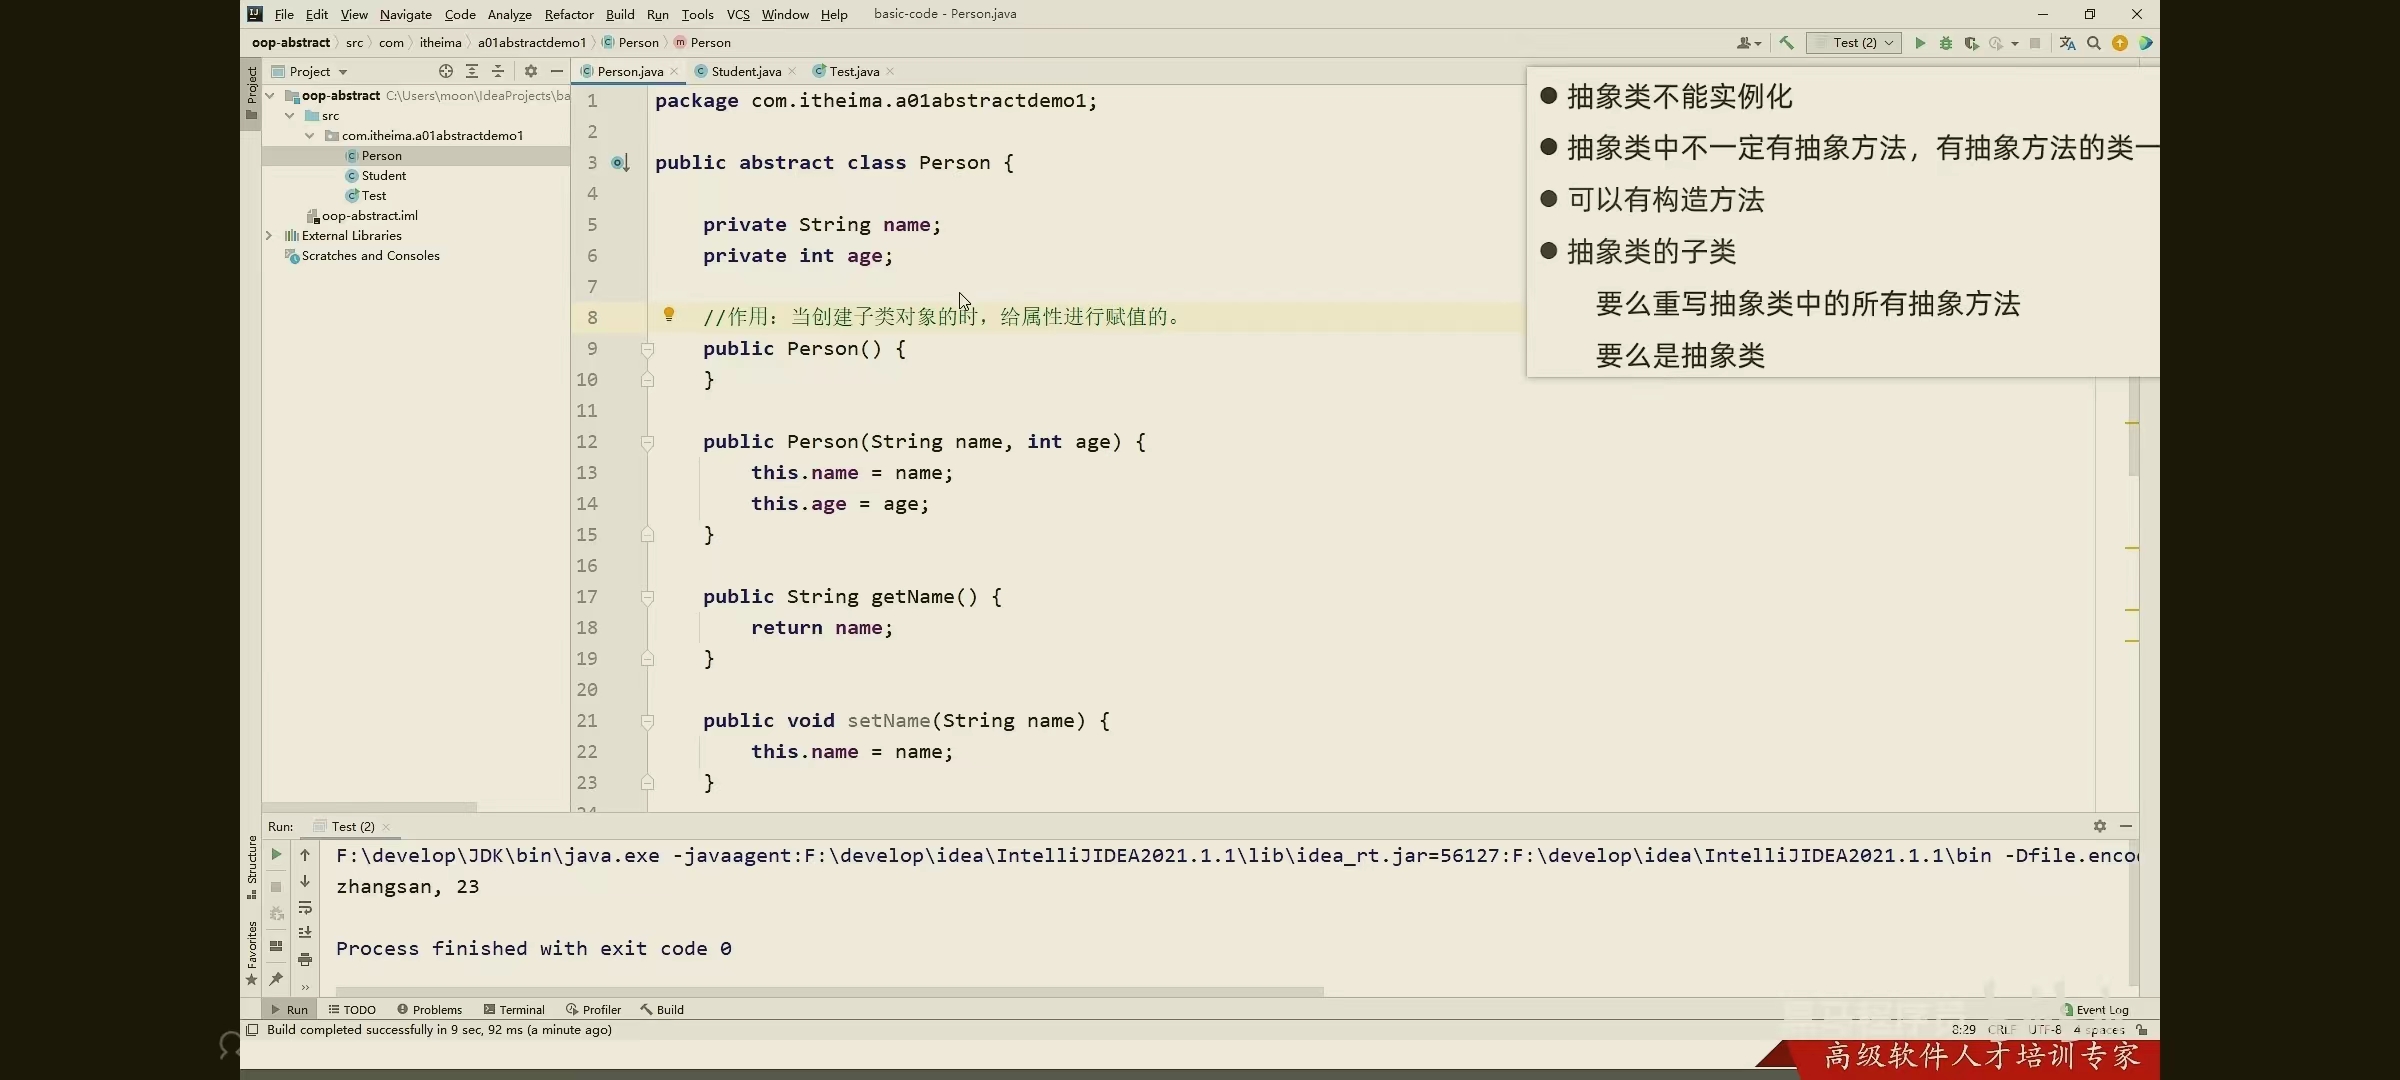 File Edit View Navigate Code Analyze Refactor Build Run Tools VCS Window Help basic-code - Person.java
oop-abstract src com itheima a01abstractdemo1 Person Person
Test (2)
Project
Person.java Student.java Test.java
oop-abstract C:\Users\moon\IdeaProjects\ba
src
com.itheima.a01abstractdemo1
Person
Student
Test
oop-abstract.iml
External Libraries
Scratches and Consoles
Project
Structure
Favorites
1 package com.itheima.a01abstractdemo1;
2
3 public abstract class Person {
4
5 private String name;
6 private int age;
7
8 //作用：当创建子类对象的时，给属性进行赋值的。
9 public Person() {
10 }
11
12 public Person(String name, int age) {
13 this.name = name;
14 this.age = age;
15 }
16
17 public String getName() {
18 return name;
19 }
20
21 public void setName(String name) {
22 this.name = name;
23 }
● 抽象类不能实例化
● 抽象类中不一定有抽象方法，有抽象方法的类一
● 可以有构造方法
● 抽象类的子类
要么重写抽象类中的所有抽象方法
要么是抽象类
Run: Test (2)
F:\develop\JDK\bin\java.exe -javaagent:F:\develop\idea\IntelliJIDEA2021.1.1\lib\idea_rt.jar=56127:F:\develop\idea\IntelliJIDEA2021.1.1\bin -Dfile.enco
zhangsan, 23
Process finished with exit code 0
Run TODO Problems Terminal Profiler Build Event Log
Build completed successfully in 9 sec, 92 ms (a minute ago) 8:29 CRLF UTF-8 4 spaces
高级软件人才培训专家